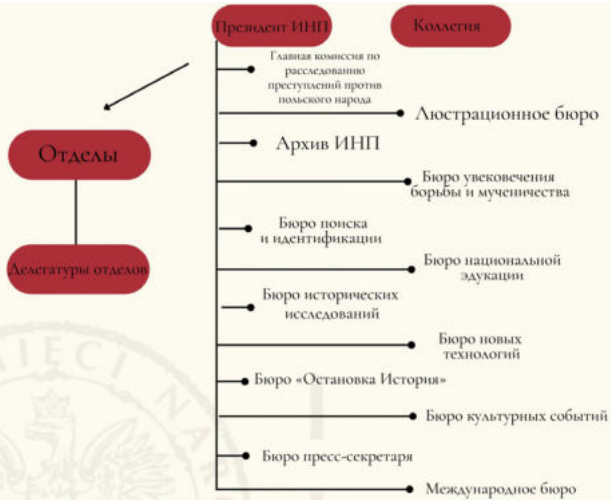 Президент ИНП
Коллегия
Главная комиссия по
расследованию
преступлений против
польского народа
Люстрационное бюро
Отделы
Архив ИНП
Бюро увековечения
борьбы и мученичества
Бюро поиска
и идентификации
Делегатуры отделов
Бюро национальной
эдукации
Бюро исторических
исследований
Бюро новых
технологий
Бюро «Остановка История»
Бюро культурных событий
Бюро пресс-секретаря
Международное бюро
MIĘCI NARO